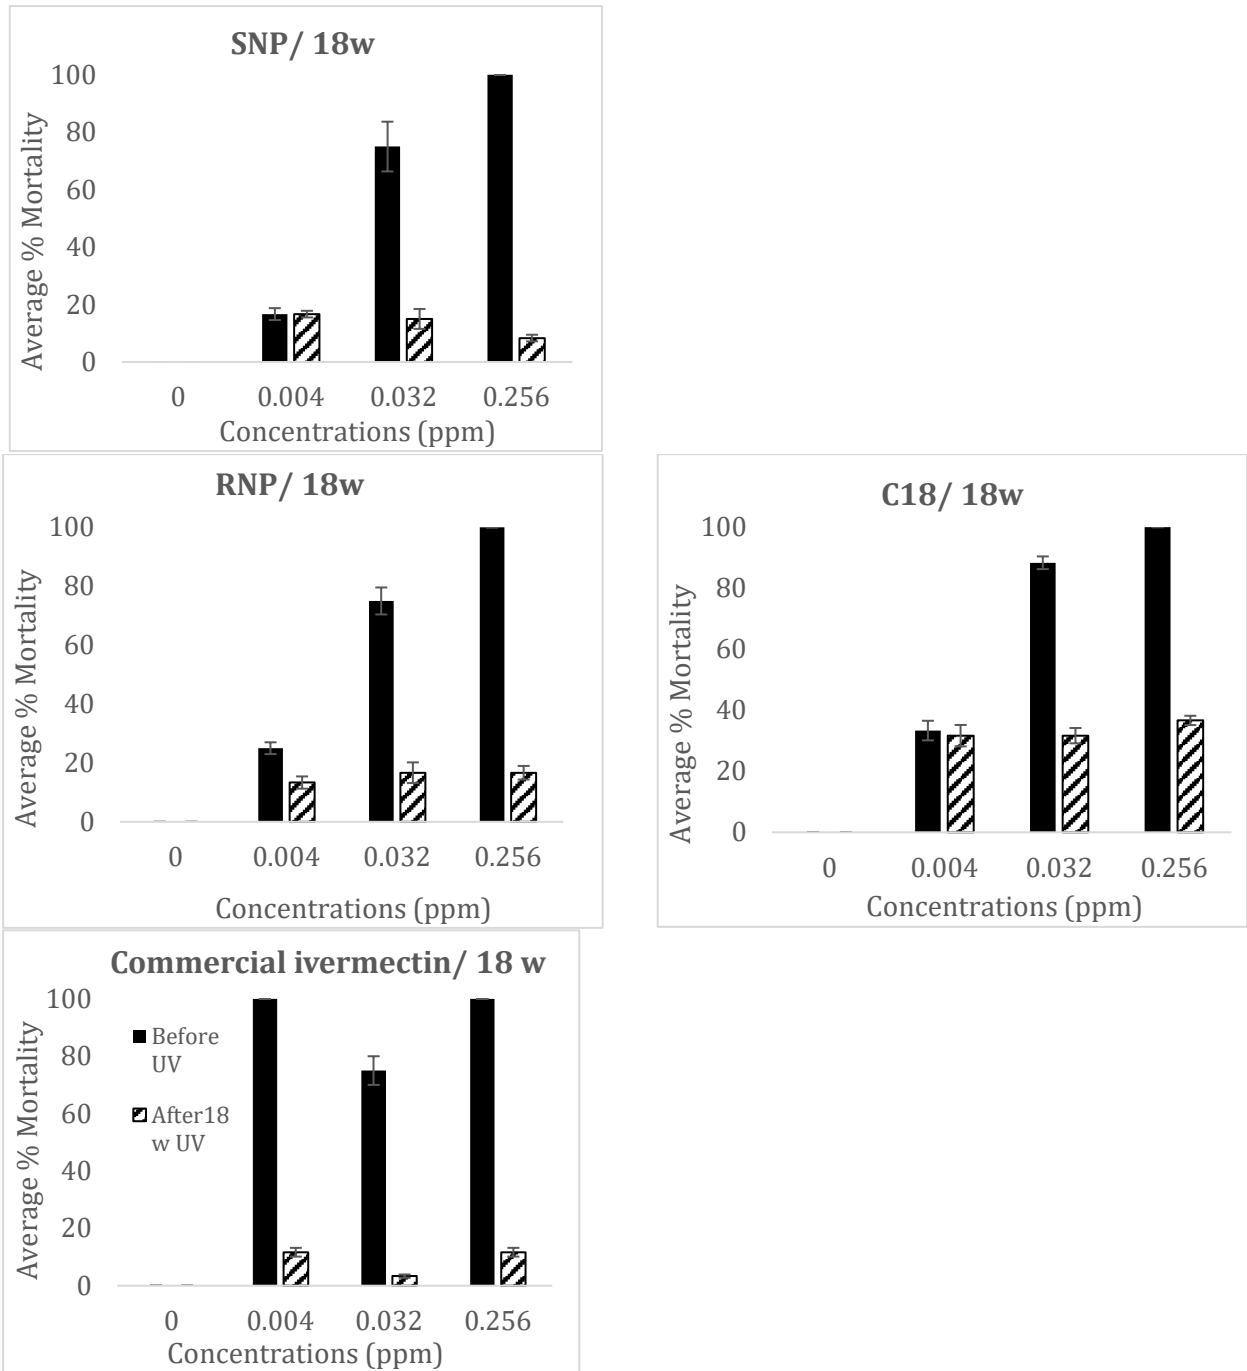 SNP/ 18w
100
80
60
40
20
0
Average % Mortality
0 0.004 0.032 0.256
Concentrations (ppm)
RNP/ 18w
100
80
60
40
20
0
Average % Mortality
0 0.004 0.032 0.256
Concentrations (ppm)
C18/ 18w
100
80
60
40
20
0
Average % Mortality
0 0.004 0.032 0.256
Concentrations (ppm)
Commercial ivermectin/ 18 w
100
80
60
40
20
0
Average % Mortality
Before
UV
After18
w UV
0 0.004 0.032 0.256
Concentrations (ppm)